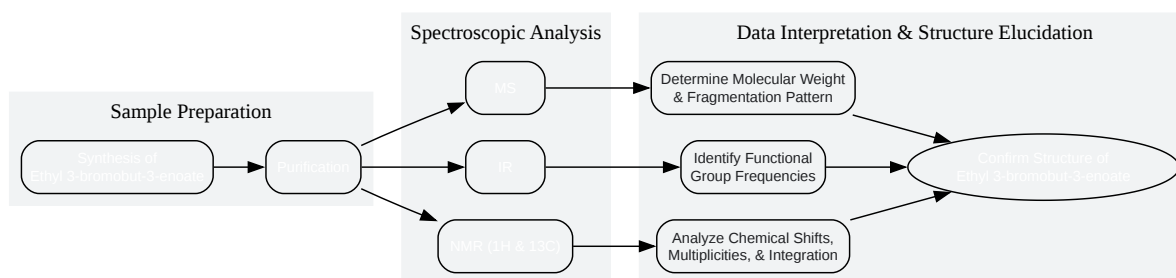 Spectroscopic Analysis
Data Interpretation & Structure Elucidation
Sample Preparation
MS
Determine Molecular Weight
& Fragmentation Pattern
Synthesis of
Ethyl 3-bromobut-3-enoate
Purification
IR
Identify Functional
Group Frequencies
Confirm Structure of
Ethyl 3-bromobut-3-enoate
NMR (1H & 13C)
Analyze Chemical Shifts,
Multiplicities, & Integration